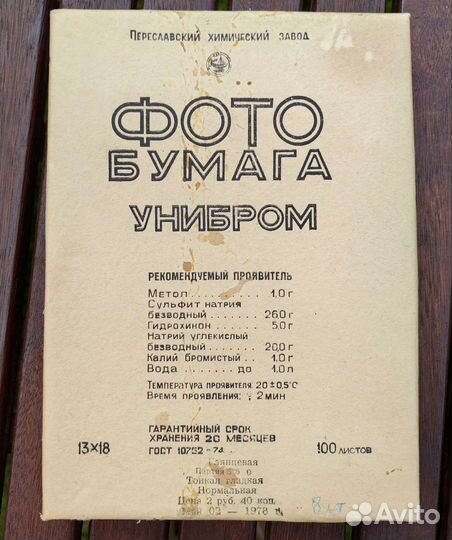 Переславский химический завод
ФОТО
БУМАГА
УНИБРОМ
РЕКОМЕНДУЕМЫЙ ПРОЯВИТЕЛЬ
Метол . . . . . . . . . . 1,0 г
Сульфит натрия
безводный . . . . . . . 26,0 г
Гидрохинон . . . . . . 5,0 г
Натрий углекислый
безводный . . . . . . . 20,0 г
Калий бромистый . . 1,0 г
Вода . . . . . . до 1,0 л
Температура проявителя 20 ± 0,5°С
Время проявления: 2 мин
ГАРАНТИЙНЫЙ СРОК
ХРАНЕНИЯ 20 МЕСЯЦЕВ
13×18 ГОСТ 10752-74 100 листов
Глянцевая
Тонкая гладкая
Нормальная
Цена 2 руб. 40 коп.
02 — 1978
Avito